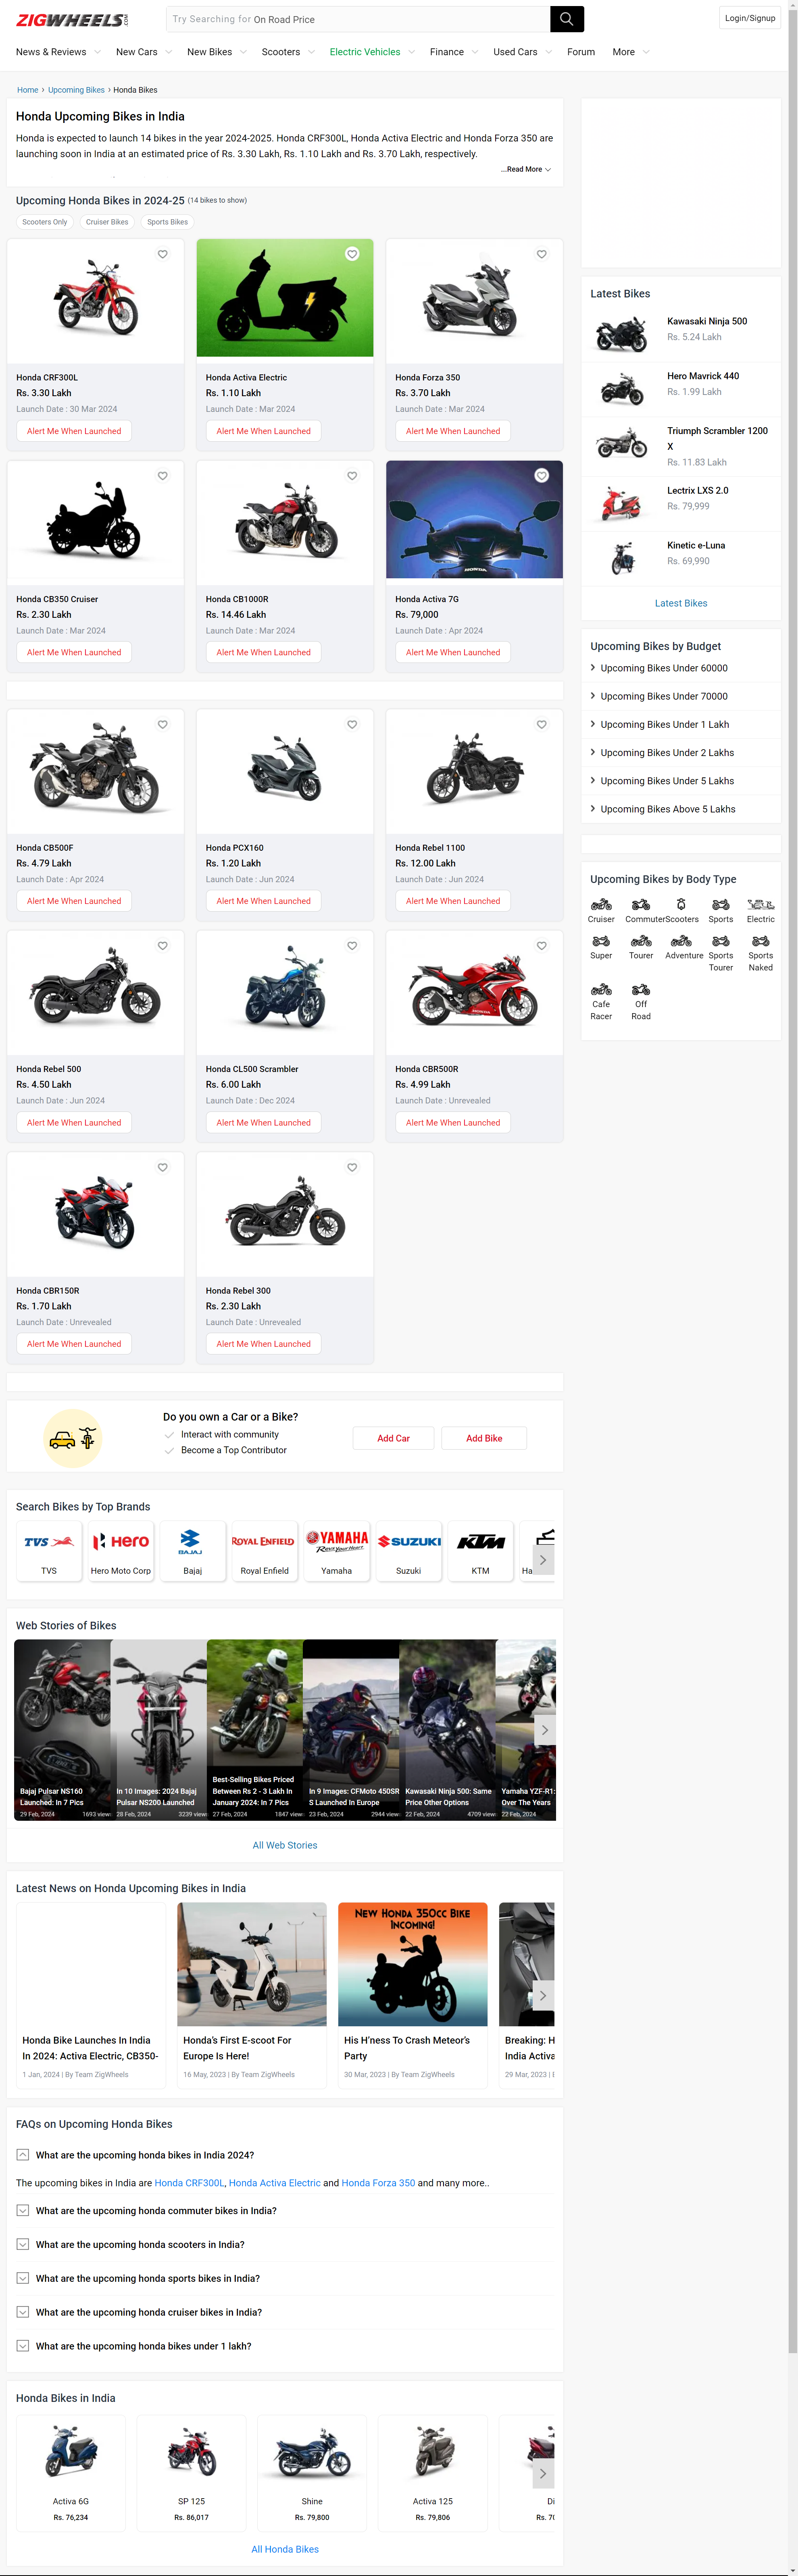 ZIGWHEELS.COM
Try Searching for On Road Price
Login/Signup
News & Reviews New Cars New Bikes Scooters Electric Vehicles Finance Used Cars Forum More
Home › Upcoming Bikes › Honda Bikes
Honda Upcoming Bikes in India
Honda is expected to launch 14 bikes in the year 2024-2025. Honda CRF300L, Honda Activa Electric and Honda Forza 350 are
launching soon in India at an estimated price of Rs. 3.30 Lakh, Rs. 1.10 Lakh and Rs. 3.70 Lakh, respectively.
...Read More
Upcoming Honda Bikes in 2024-25 (14 bikes to show)
Scooters Only Cruiser Bikes Sports Bikes
Honda CRF300L
Rs. 3.30 Lakh
Launch Date : 30 Mar 2024
Alert Me When Launched
Honda Activa Electric
Rs. 1.10 Lakh
Launch Date : Mar 2024
Alert Me When Launched
Honda Forza 350
Rs. 3.70 Lakh
Launch Date : Mar 2024
Alert Me When Launched
Honda CB350 Cruiser
Rs. 2.30 Lakh
Launch Date : Mar 2024
Alert Me When Launched
Honda CB1000R
Rs. 14.46 Lakh
Launch Date : Mar 2024
Alert Me When Launched
HONDA
Honda Activa 7G
Rs. 79,000
Launch Date : Apr 2024
Alert Me When Launched
Honda CB500F
Rs. 4.79 Lakh
Launch Date : Apr 2024
Alert Me When Launched
Honda PCX160
Rs. 1.20 Lakh
Launch Date : Jun 2024
Alert Me When Launched
Honda Rebel 1100
Rs. 12.00 Lakh
Launch Date : Jun 2024
Alert Me When Launched
Honda Rebel 500
Rs. 4.50 Lakh
Launch Date : Jun 2024
Alert Me When Launched
Honda CL500 Scrambler
Rs. 6.00 Lakh
Launch Date : Dec 2024
Alert Me When Launched
Honda CBR500R
Rs. 4.99 Lakh
Launch Date : Unrevealed
Alert Me When Launched
Honda CBR150R
Rs. 1.70 Lakh
Launch Date : Unrevealed
Alert Me When Launched
Honda Rebel 300
Rs. 2.30 Lakh
Launch Date : Unrevealed
Alert Me When Launched
Latest Bikes
Kawasaki Ninja 500
Rs. 5.24 Lakh
Hero Mavrick 440
Rs. 1.99 Lakh
Triumph Scrambler 1200
X
Rs. 11.83 Lakh
Lectrix LXS 2.0
Rs. 79,999
Kinetic e-Luna
Rs. 69,990
Latest Bikes
Upcoming Bikes by Budget
Upcoming Bikes Under 60000
Upcoming Bikes Under 70000
Upcoming Bikes Under 1 Lakh
Upcoming Bikes Under 2 Lakhs
Upcoming Bikes Under 5 Lakhs
Upcoming Bikes Above 5 Lakhs
Upcoming Bikes by Body Type
Cruiser Commuter Scooters Sports Electric
Super Tourer Adventure Sports Tourer Sports Naked
Cafe Racer Off Road
Do you own a Car or a Bike?
Interact with community
Become a Top Contributor
Add Car Add Bike
Search Bikes by Top Brands
TVS HERO BAJAJ ROYAL ENFIELD YAMAHA Revs Your Heart SUZUKI KTM
TVS Hero Moto Corp Bajaj Royal Enfield Yamaha Suzuki KTM Ha
Web Stories of Bikes
Bajaj Pulsar NS160
Launched: In 7 Pics
29 Feb, 2024 1693 views
In 10 Images: 2024 Bajaj
Pulsar NS200 Launched
28 Feb, 2024 3239 views
Best-Selling Bikes Priced
Between Rs 2 - 3 Lakh In
January 2024: In 7 Pics
27 Feb, 2024 1847 views
In 9 Images: CFMoto 450SR
S Launched In Europe
23 Feb, 2024 2944 views
Kawasaki Ninja 500: Same
Price Other Options
22 Feb, 2024 4709 views
Yamaha YZF-R1:
Over The Years
22 Feb, 2024
All Web Stories
Latest News on Honda Upcoming Bikes in India
Honda Bike Launches In India
In 2024: Activa Electric, CB350-
1 Jan, 2024 | By Team ZigWheels
Honda's First E-scoot For
Europe Is Here!
16 May, 2023 | By Team ZigWheels
New Honda 350cc Bike
Incoming!
His H'ness To Crash Meteor's
Party
30 Mar, 2023 | By Team ZigWheels
Breaking: H
India Activa
29 Mar, 2023 |
FAQs on Upcoming Honda Bikes
What are the upcoming honda bikes in India 2024?
The upcoming bikes in India are Honda CRF300L, Honda Activa Electric and Honda Forza 350 and many more..
What are the upcoming honda commuter bikes in India?
What are the upcoming honda scooters in India?
What are the upcoming honda sports bikes in India?
What are the upcoming honda cruiser bikes in India?
What are the upcoming honda bikes under 1 lakh?
Honda Bikes in India
Activa 6G
Rs. 76,234
SP 125
Rs. 86,017
Shine
Rs. 79,800
Activa 125
Rs. 79,806
Di
Rs. 70
All Honda Bikes